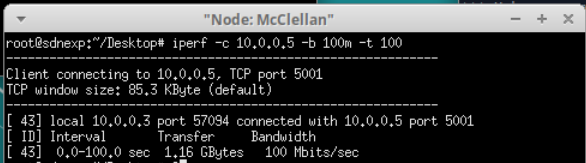 "Node: McClellan"
root@sdnexp:~/Desktop# iperf -c 10.0.0.5 -b 100m -t 100
------------------------------------------------------------
Client connecting to 10.0.0.5, TCP port 5001
TCP window size: 85.3 KByte (default)
------------------------------------------------------------
[ 43] local 10.0.0.3 port 57094 connected with 10.0.0.5 port 5001
[ ID] Interval       Transfer     Bandwidth
[ 43]  0.0-100.0 sec  1.16 GBytes   100 Mbits/sec